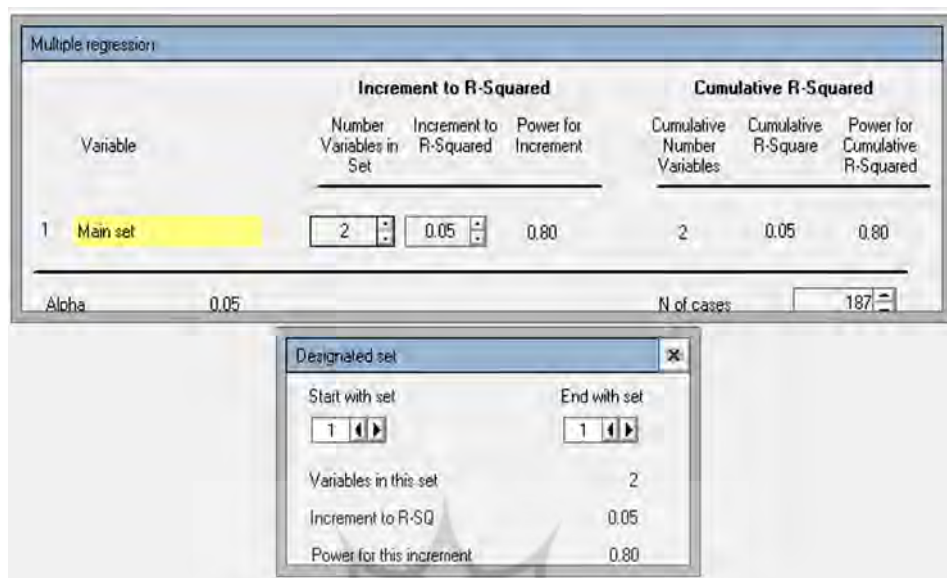 Multiple regression
Increment to R-Squared Cumulative R-Squared
Variable Number Variables in Set Increment to R-Squared Power for Increment Cumulative Number Variables Cumulative R-Square Power for Cumulative R-Squared
1 Main set 2 0.05 0.80 2 0.05 0.80
Alpha 0.05 N of cases 187
Designated set
Start with set End with set
1 1
Variables in this set 2
Increment to R-SQ 0.05
Power for this increment 0.80